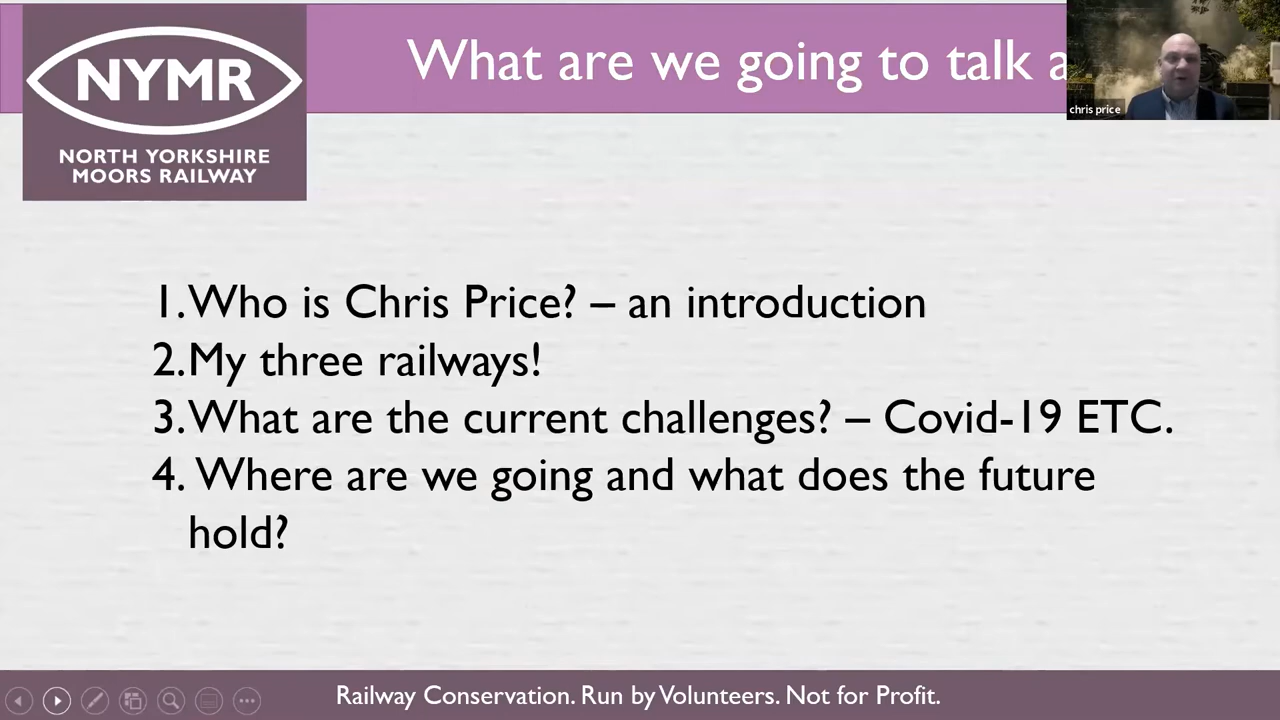 What are we going to talk a
chris price
NYMR
NORTH YORKSHIRE
MOORS RAILWAY
1. Who is Chris Price? – an introduction
2. My three railways!
3. What are the current challenges? – Covid-19 ETC.
4. Where are we going and what does the future
hold?
Railway Conservation. Run by Volunteers. Not for Profit.